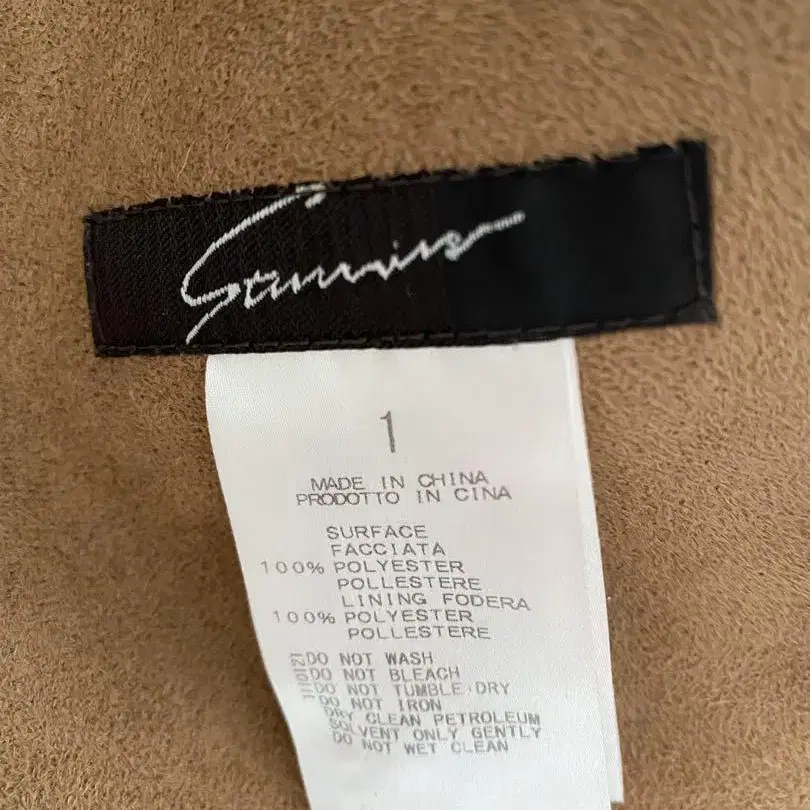 1
MADE IN CHINA
PRODOTTO IN CINA
SURFACE
FACCIATA
100% POLYESTER
POLLESTERE
LINING FODERA
100% POLYESTER
POLLESTERE
DO NOT WASH
DO NOT BLEACH
DO NOT TUMBLE DRY
DO NOT IRON
DRY CLEAN PETROLEUM
SOLVENT ONLY GENTLY
DO NOT WET CLEAN